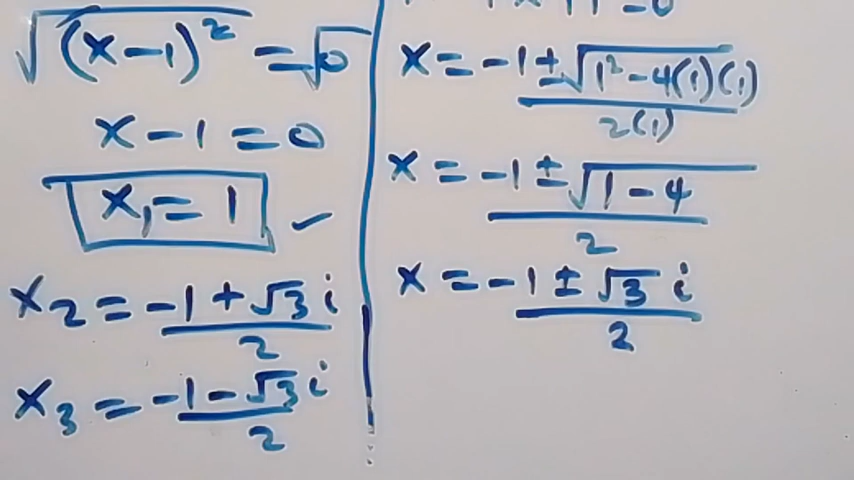 √(x-1)² = √0
x - 1 = 0
x₁ = 1 ✓
x₂ = (-1 + √3 i)/2
x₃ = (-1 - √3 i)/2
x = (-1 ± √(1² - 4(1)(1)))/2(1)
x = (-1 ± √(1 - 4))/2
x = (-1 ± √3 i)/2